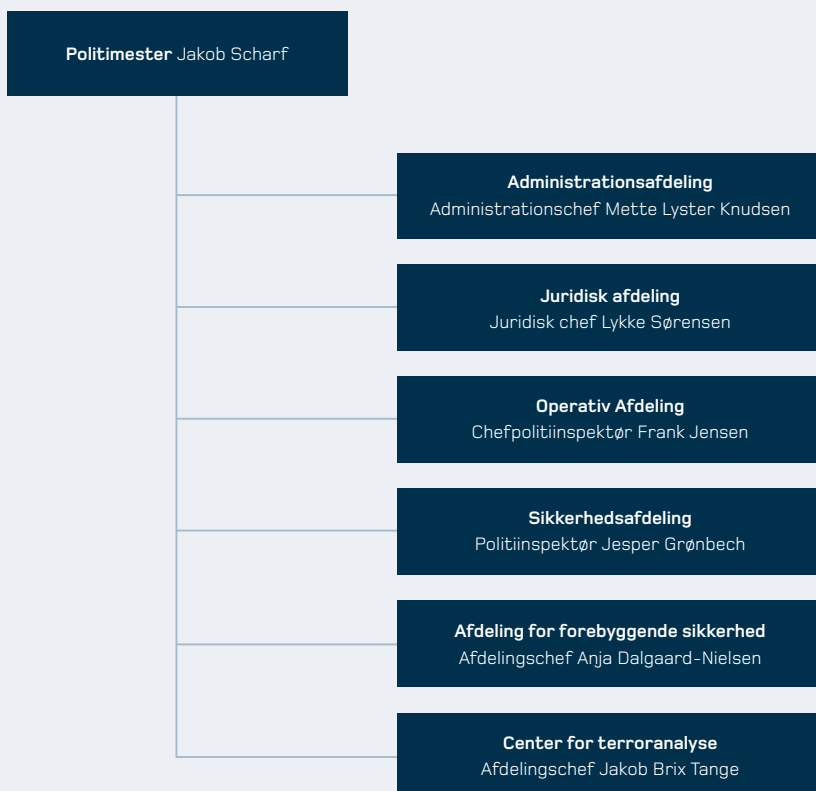 Politimester Jakob Scharf
Administrationsafdeling
Administrationschef Mette Lyster Knudsen
Juridisk afdeling
Juridisk chef Lykke Sørensen
Operativ Afdeling
Chefpolitiinspektør Frank Jensen
Sikkerhedsafdeling
Politiinspektør Jesper Grønbech
Afdeling for forebyggende sikkerhed
Afdelingschef Anja Dalgaard-Nielsen
Center for terroranalyse
Afdelingschef Jakob Brix Tange